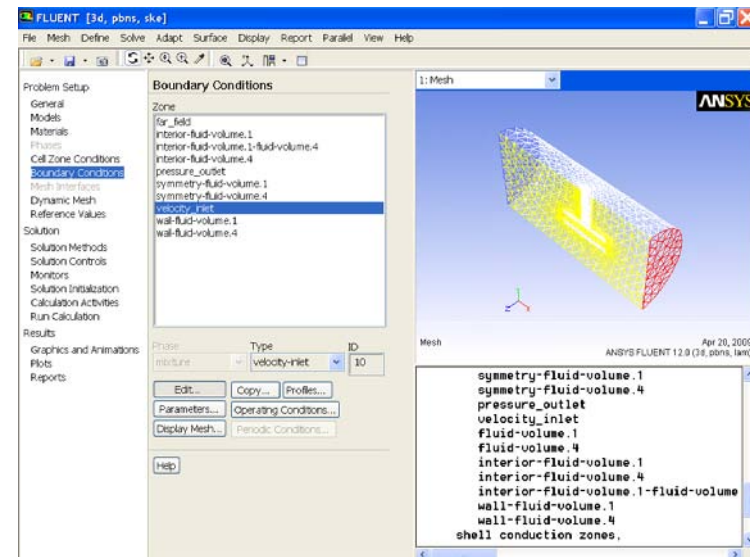 FLUENT [3d, pbns, ske]
File Mesh Define Solve Adapt Surface Display Report Parallel View Help
Problem Setup
General
Models
Materials
Phases
Cell Zone Conditions
Boundary Conditions
Mesh Interfaces
Dynamic Mesh
Reference Values
Solution
Solution Methods
Solution Controls
Monitors
Solution Initialization
Calculation Activities
Run Calculation
Results
Graphics and Animations
Plots
Reports
Boundary Conditions
Zone
far_field
interior-fluid-volume.1
interior-fluid-volume.1-fluid-volume.4
interior-fluid-volume.4
pressure_outlet
symmetry-fluid-volume.1
symmetry-fluid-volume.4
velocity_inlet
wall-fluid-volume.1
wall-fluid-volume.4
Phase Type ID
mixture velocity-inlet 10
Edit... Copy... Profiles...
Parameters... Operating Conditions...
Display Mesh... Periodic Conditions...
Help
1: Mesh
ANSYS
Mesh
Apr 20, 2009
ANSYS FLUENT 12.0 (3d, pbns, lam)
symmetry-fluid-volume.1
symmetry-fluid-volume.4
pressure_outlet
velocity_inlet
fluid-volume.1
fluid-volume.4
interior-fluid-volume.1
interior-fluid-volume.4
interior-fluid-volume.1-fluid-volume
wall-fluid-volume.1
wall-fluid-volume.4
shell conduction zones,